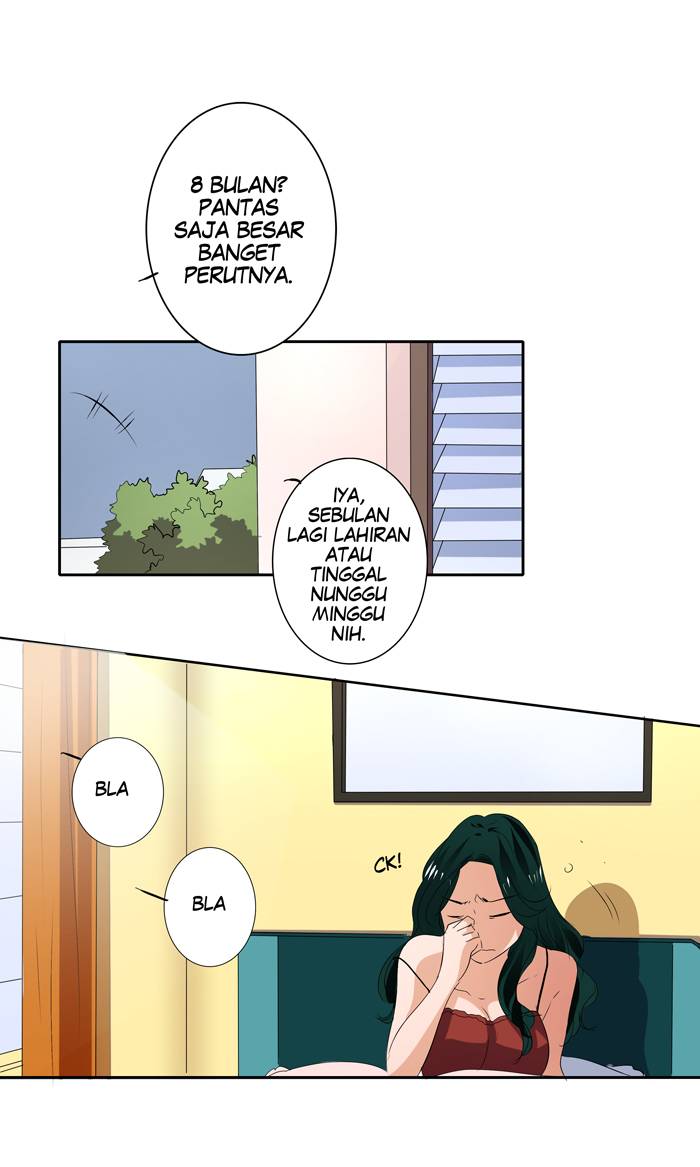 8 BULAN?
PANTAS
SAJA BESAR
BANGET
PERUTNYA.
IYA,
SEBULAN
LAGI LAHIRAN
ATAU
TINGGAL
NUNGGU
MINGGU
NIH.
BLA
BLA
CK!